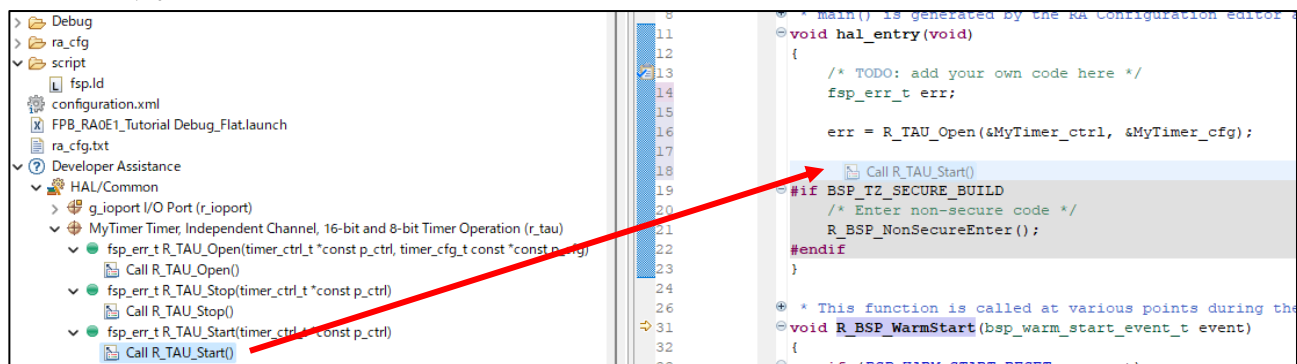 Debug
ra_cfg
script
fsp.ld
configuration.xml
FPB_RA0E1_Tutorial Debug_Flat.launch
ra_cfg.txt
Developer Assistance
HAL/Common
g_ioport I/O Port (r_ioport)
MyTimer Timer, Independent Channel, 16-bit and 8-bit Timer Operation (r_tau)
fsp_err_t R_TAU_Open(timer_ctrl_t *const p_ctrl, timer_cfg_t const *const p_cfg)
Call R_TAU_Open()
fsp_err_t R_TAU_Stop(timer_ctrl_t *const p_ctrl)
Call R_TAU_Stop()
fsp_err_t R_TAU_Start(timer_ctrl_t *const p_ctrl)
Call R_TAU_Start()
8 * main() is generated by the RA Configuration editor
11 void hal_entry(void)
12 {
13 /* TODO: add your own code here */
14 fsp_err_t err;
15
16 err = R_TAU_Open(&MyTimer_ctrl, &MyTimer_cfg);
17
18 Call R_TAU_Start()
19 #if BSP_TZ_SECURE_BUILD
20 /* Enter non-secure code */
21 R_BSP_NonSecureEnter();
22 #endif
23 }
24
26 * This function is called at various points during the
31 void R_BSP_WarmStart(bsp_warm_start_event_t event)
32 {